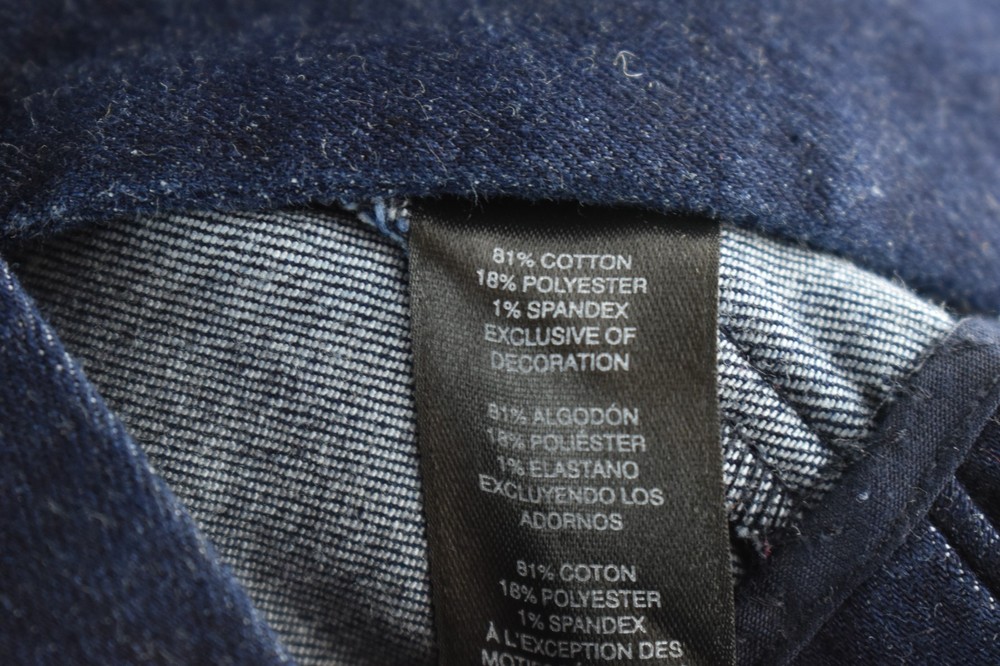 81% COTTON
18% POLYESTER
1% SPANDEX
EXCLUSIVE OF
DECORATION
81% ALGODÓN
18% POLIÉSTER
1% ELASTANO
EXCLUYENDO LOS
ADORNOS
81% COTON
18% POLYESTER
1% SPANDEX
À L'EXCEPTION DES